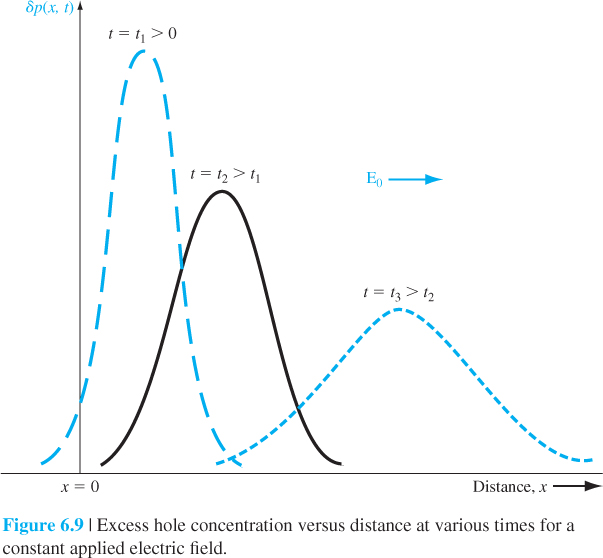 δp(x, t)
t = t₁ > 0
t = t₂ > t₁
E₀
t = t₃ > t₂
x = 0
Distance, x
Figure 6.9 | Excess hole concentration versus distance at various times for a
constant applied electric field.